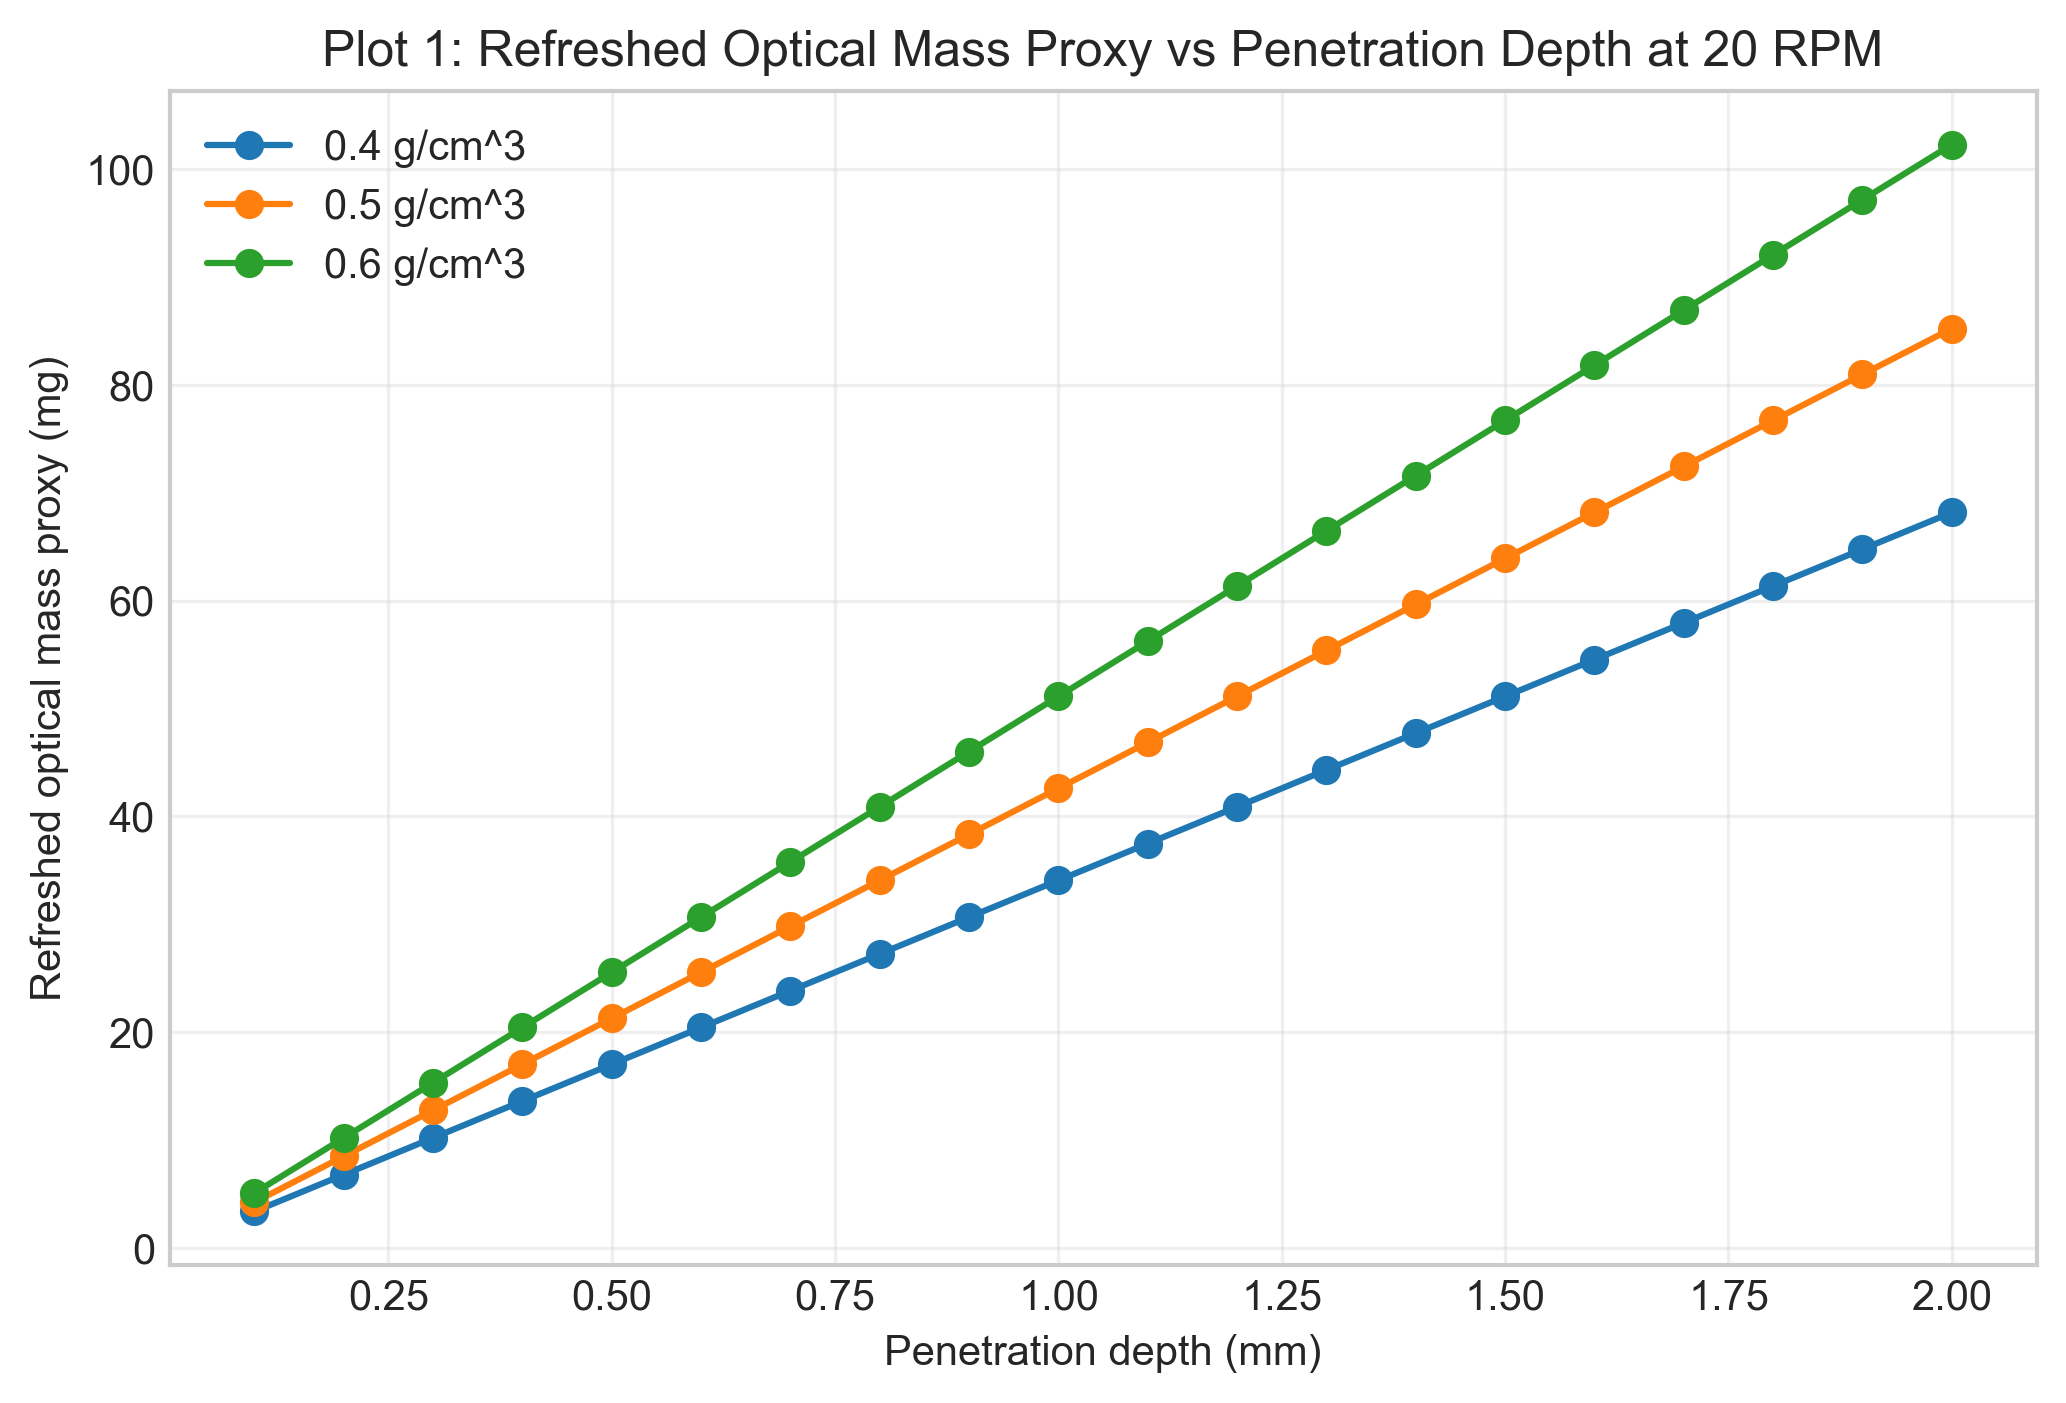 Plot 1: Refreshed Optical Mass Proxy vs Penetration Depth at 20 RPM
0.4 g/cm^3
0.5 g/cm^3
0.6 g/cm^3
Refreshed optical mass proxy (mg)
100
80
60
40
20
0
0.25 0.50 0.75 1.00 1.25 1.50 1.75 2.00
Penetration depth (mm)